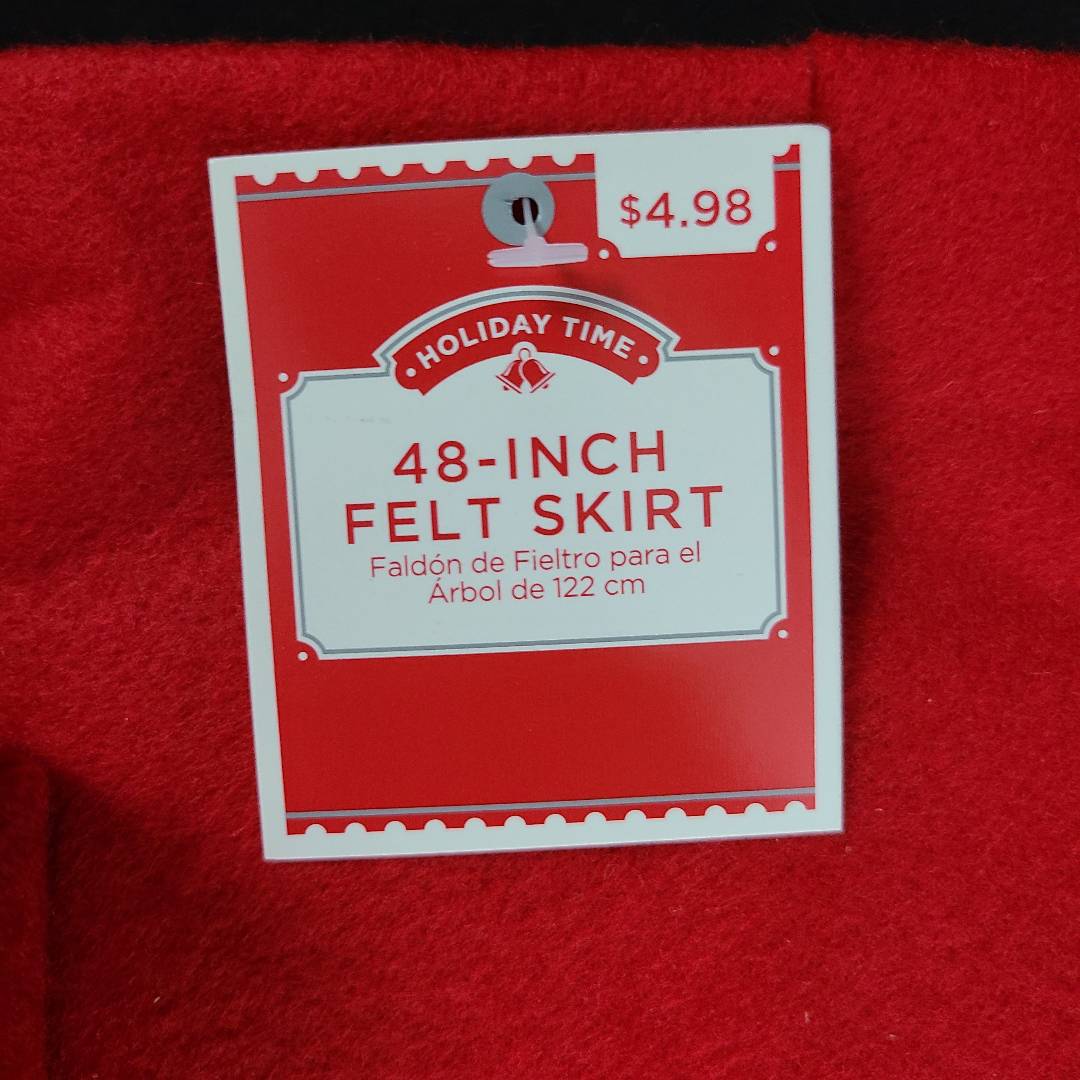 $4.98
HOLIDAY TIME
48-INCH
FELT SKIRT
Faldón de Fieltro para el
Árbol de 122 cm